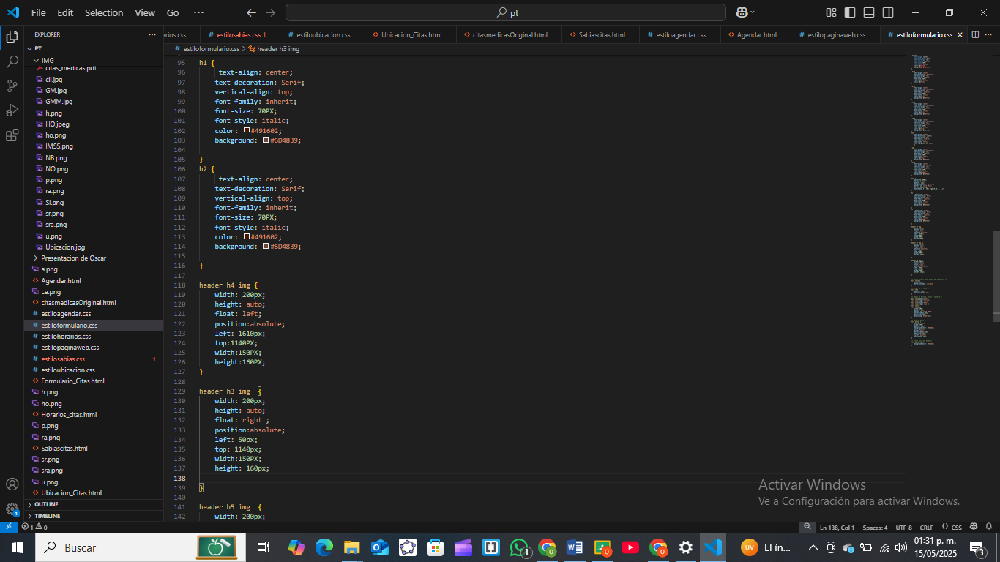 File Edit Selection View Go ··· pt
EXPLORER ···
arios.css # estilosabias.css 1 # estiloubicacion.css <> Ubicacion_Citas.html <> citasmedicasOriginal.html <> Sabiascitas.html # estiloagendar.css <> Agendar.html # estilopaginaweb.css # estiloformulario.css × ···
# estiloformulario.css > header h3 img
PT
IMG
citas_medicas.pdf
cli.jpg
GM.jpg
GMM.jpg
h.png
HO.jpeg
ho.png
IMSS.png
NB.png
NO.png
p.png
ra.png
SI.png
sr.png
sra.png
u.png
Ubicacion.jpg
Presentacion de Oscar
a.png
<> Agendar.html
ce.png
<> citasmedicasOriginal.html
# estiloagendar.css
# estiloformulario.css
# estilohorarios.css
# estilopaginaweb.css
# estilosabias.css 1
# estiloubicacion.css
<> Formulario_Citas.html
h.png
ho.png
<> Horarios_citas.html
p.png
ra.png
<> Sabiascitas.html
sr.png
sra.png
u.png
<> Ubicacion_Citas.html
OUTLINE
TIMELINE
95 h1 {
96 text-align: center;
97 text-decoration: Serif;
98 vertical-align: top;
99 font-family: inherit;
100 font-size: 70PX;
101 font-style: italic;
102 color: #491602;
103 background: #6D4839;
104
105 }
106 h2 {
107 text-align: center;
108 text-decoration: Serif;
109 vertical-align: top;
110 font-family: inherit;
111 font-size: 70PX;
112 font-style: italic;
113 color: #491602;
114 background: #6D4839;
115
116 }
117
118 header h4 img {
119 width: 200px;
120 height: auto;
121 float: left;
122 position:absolute;
123 left: 1610px;
124 top:1140PX;
125 width:150PX;
126 height:160PX;
127 }
128
129 header h3 img {
130 width: 200px;
131 height: auto;
132 float: right ;
133 position:absolute;
134 left: 50px;
135 top: 1140px;
136 width:150PX;
137 height: 160px;
138
139 }
140
141 header h5 img {
142 width: 200px;
Activar Windows
Ve a Configuración para activar Windows.
1 0 Ln 138, Col 1 Spaces: 4 UTF-8 CRLF {} CSS
Buscar 1 UV El ín... 01:31 p. m.
15/05/2025 3